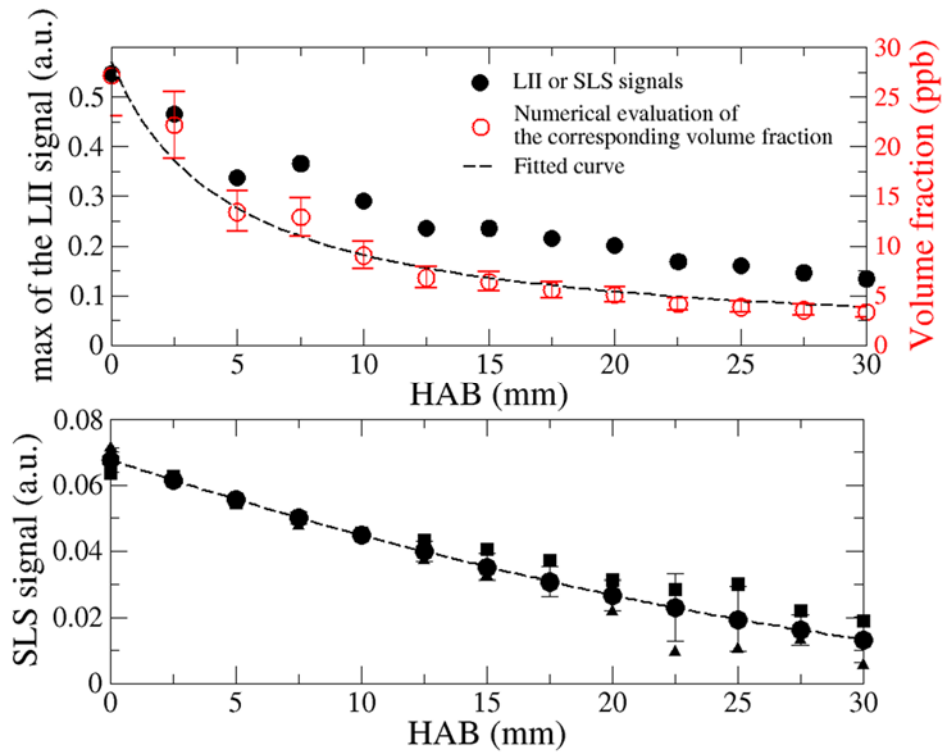 max of the LII signal (a.u.)
0.5
0.4
0.3
0.2
0.1
0
30
25
20
15
10
5
0
Volume fraction (ppb)
LII or SLS signals
Numerical evaluation of
the corresponding volume fraction
Fitted curve
0 5 10 15 20 25 30
HAB (mm)
SLS signal (a.u.)
0.08
0.06
0.04
0.02
0
0 5 10 15 20 25 30
HAB (mm)